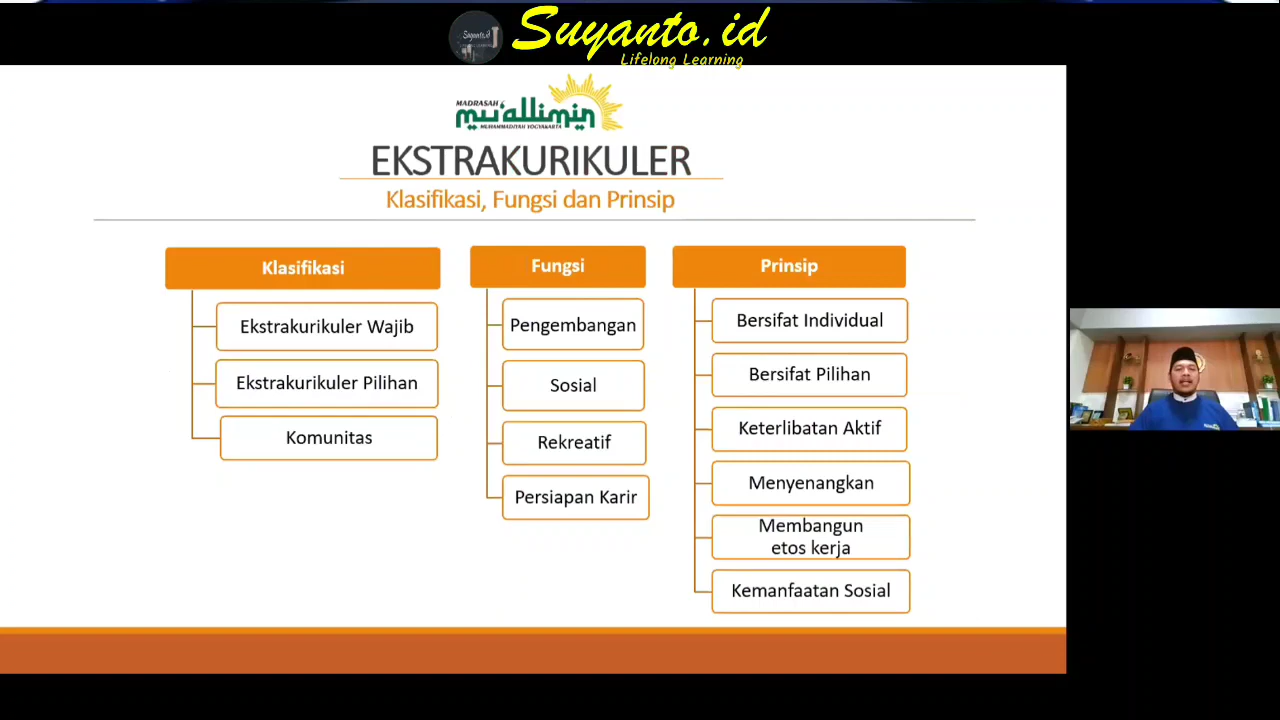 Suyanto.id
Suyanto.id
Lifelong Learning
MADRASAH
mu'allimin
MUHAMMADIYAH YOGYAKARTA
EKSTRAKURIKULER
Klasifikasi, Fungsi dan Prinsip
Klasifikasi
Ekstrakurikuler Wajib
Ekstrakurikuler Pilihan
Komunitas
Fungsi
Pengembangan
Sosial
Rekreatif
Persiapan Karir
Prinsip
Bersifat Individual
Bersifat Pilihan
Keterlibatan Aktif
Menyenangkan
Membangun
etos kerja
Kemanfaatan Sosial